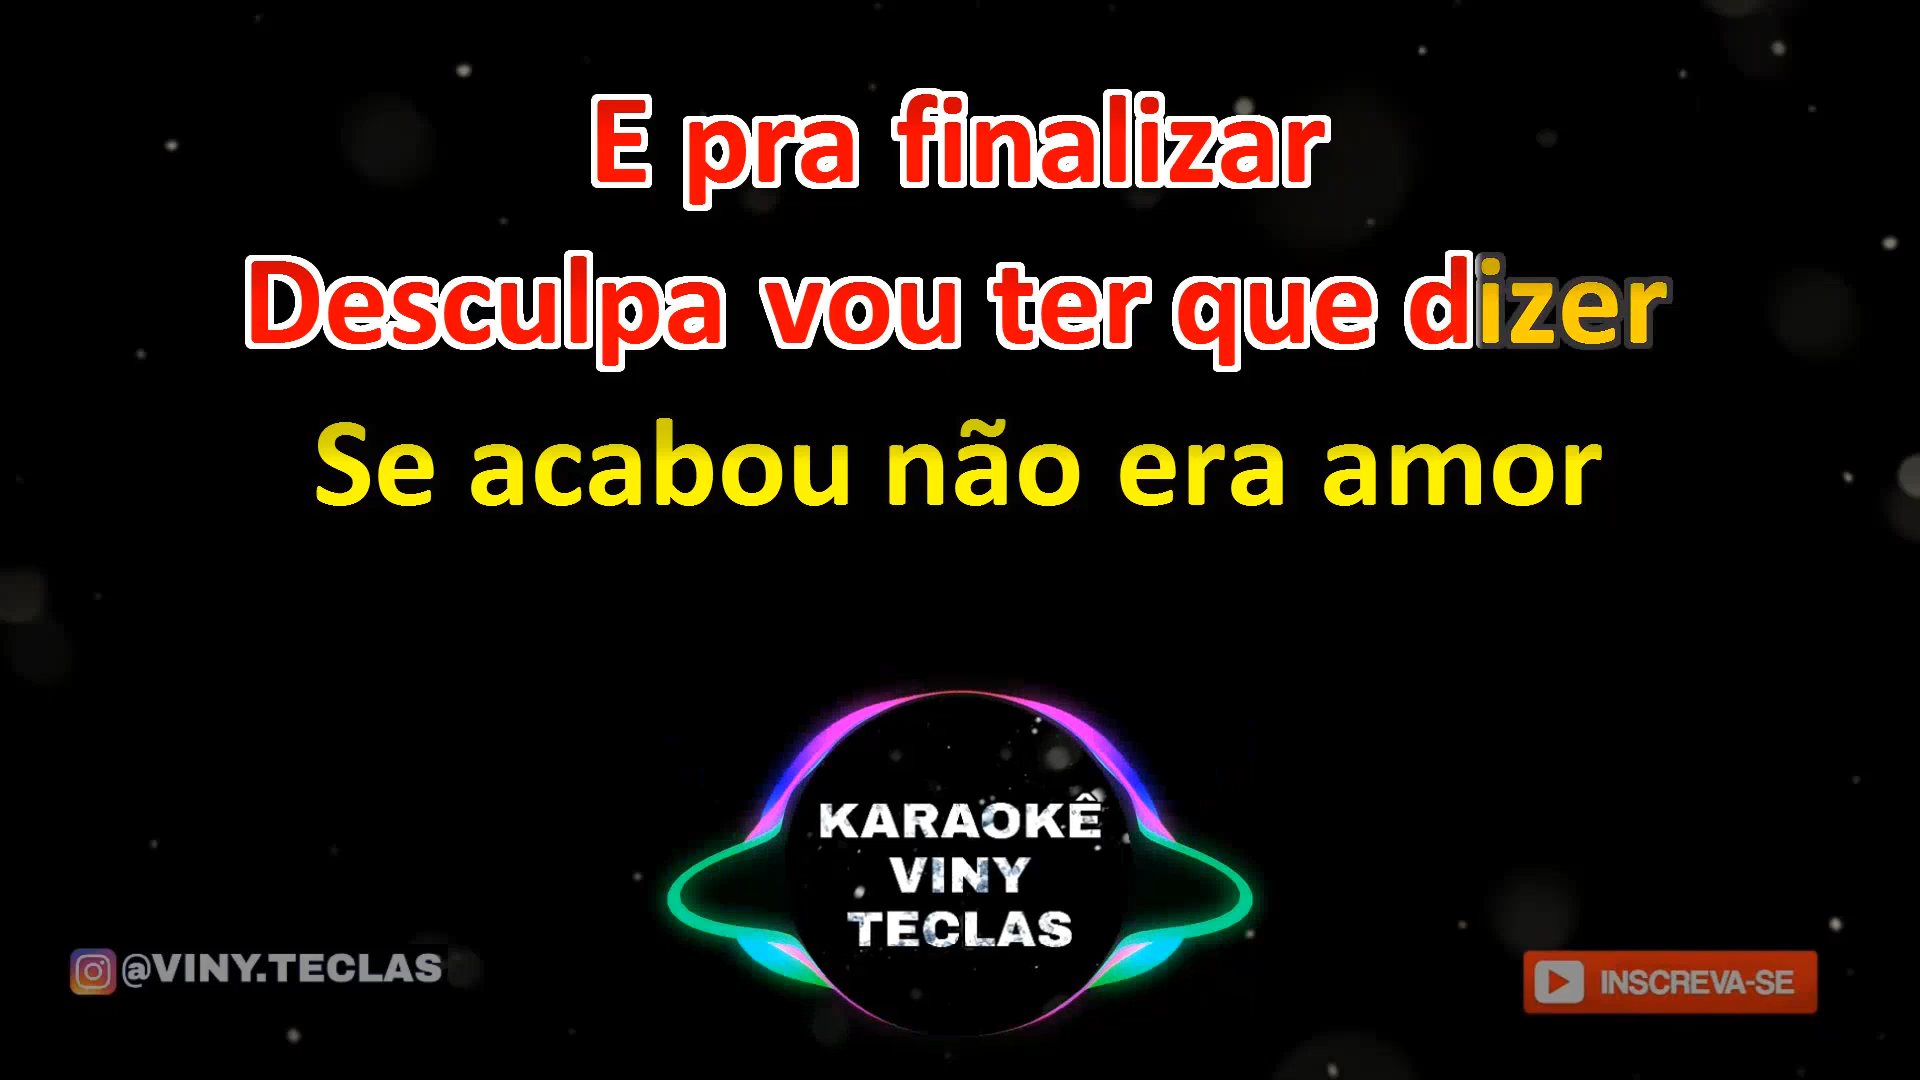 E pra finalizar
Desculpa vou ter que dizer
Se acabou não era amor
KARAOKÊ
VINY
TECLAS
@VINY.TECLAS
INSCREVA-SE